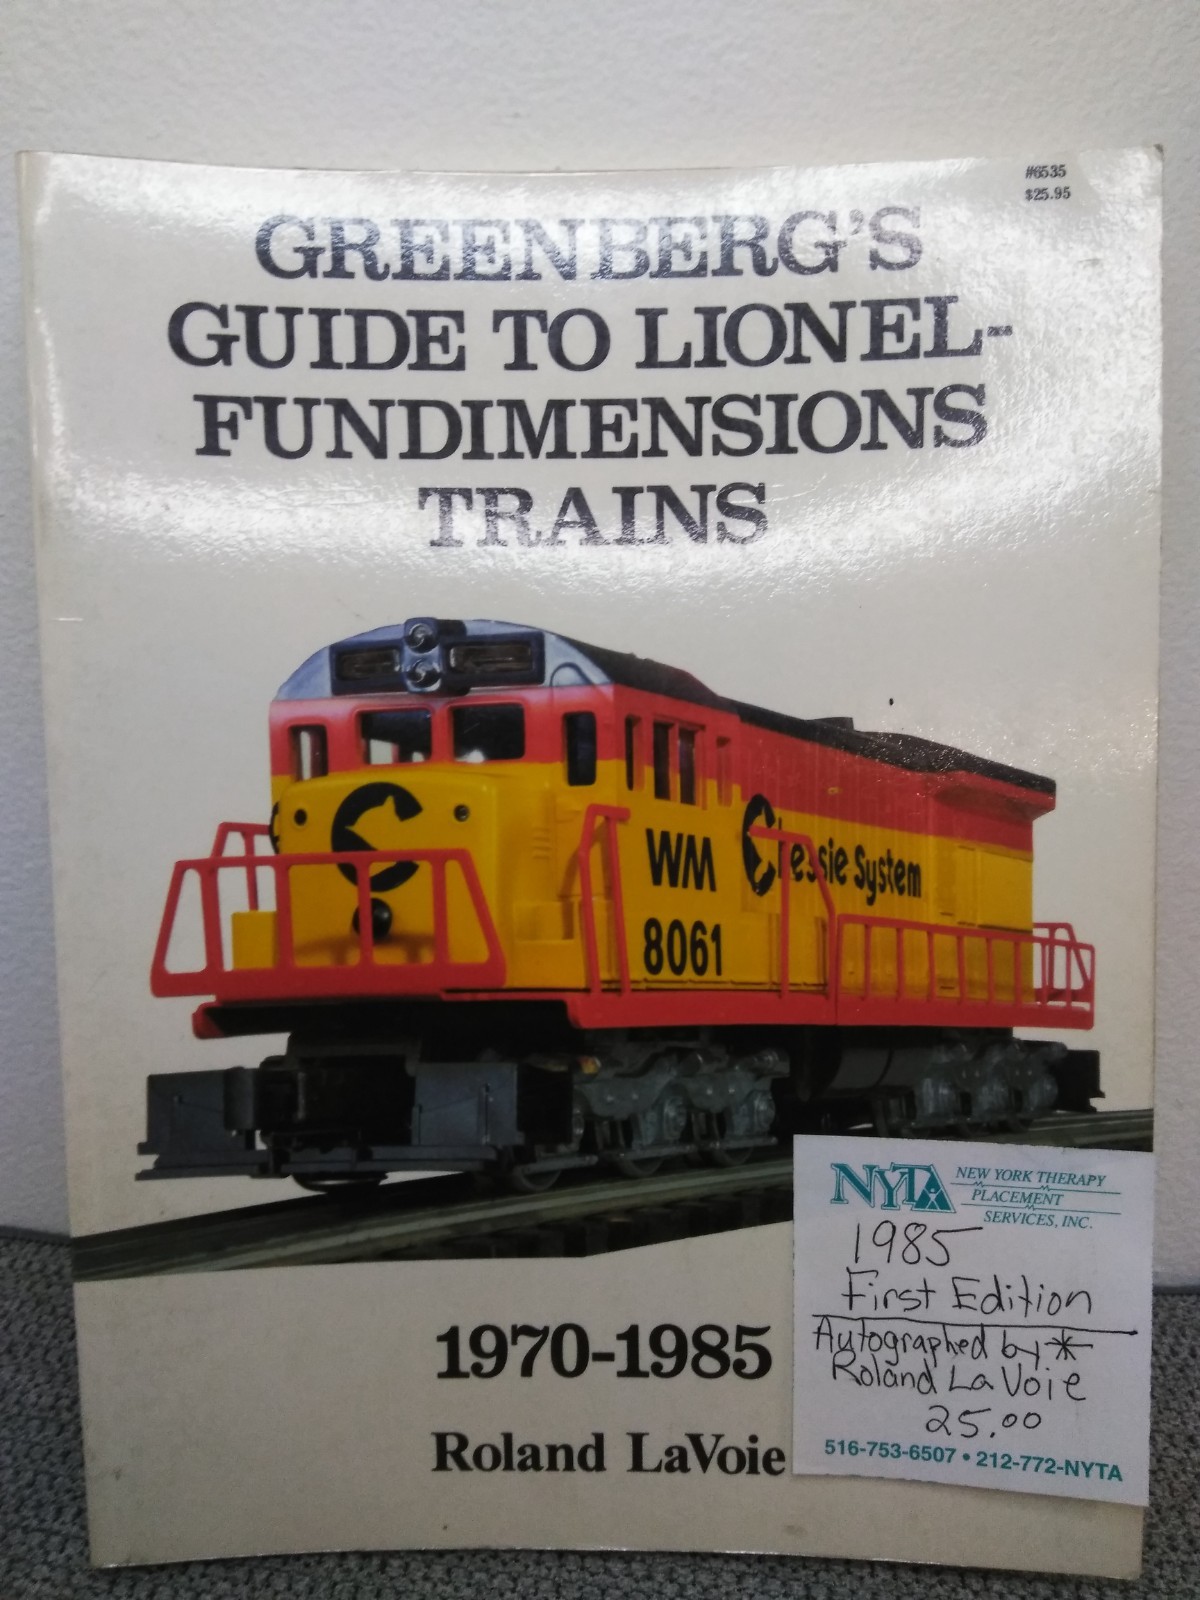 #6535
$25.95
GREENBERG'S
GUIDE TO LIONEL-
FUNDIMENSIONS
TRAINS
WM Chessie System
8061
1970-1985
Roland LaVoie
NYTA NEW YORK THERAPY
PLACEMENT
SERVICES, INC.
1985
First Edition
Autographed by *
Roland La Voie
25.00
516-753-6507 • 212-772-NYTA